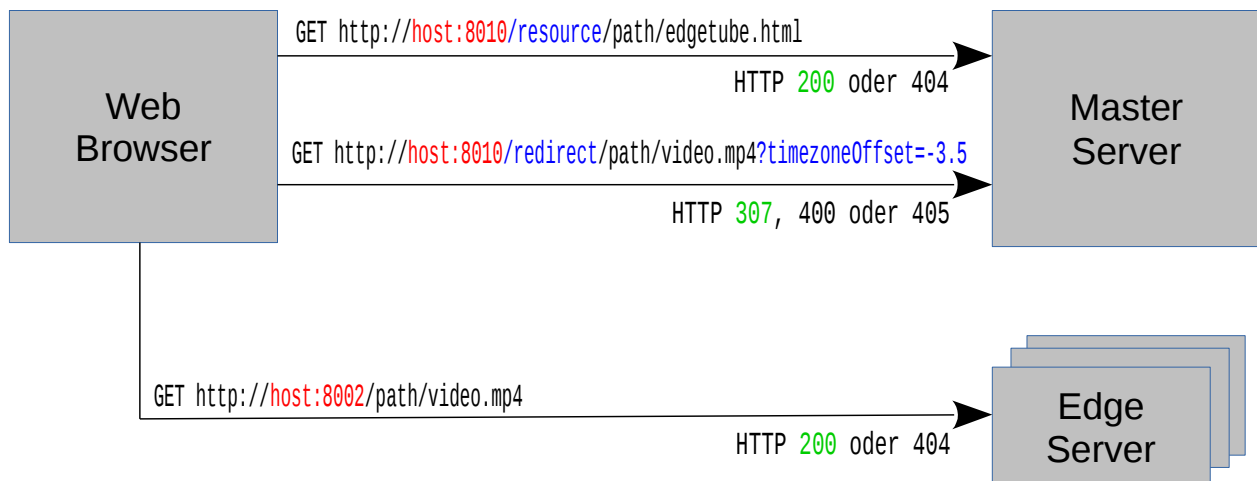 GET http://host:8010/resource/path/edgetube.html
HTTP 200 oder 404
Web
Browser
Master
Server
GET http://host:8010/redirect/path/video.mp4?timezoneOffset=-3.5
HTTP 307, 400 oder 405
GET http://host:8002/path/video.mp4
HTTP 200 oder 404
Edge
Server